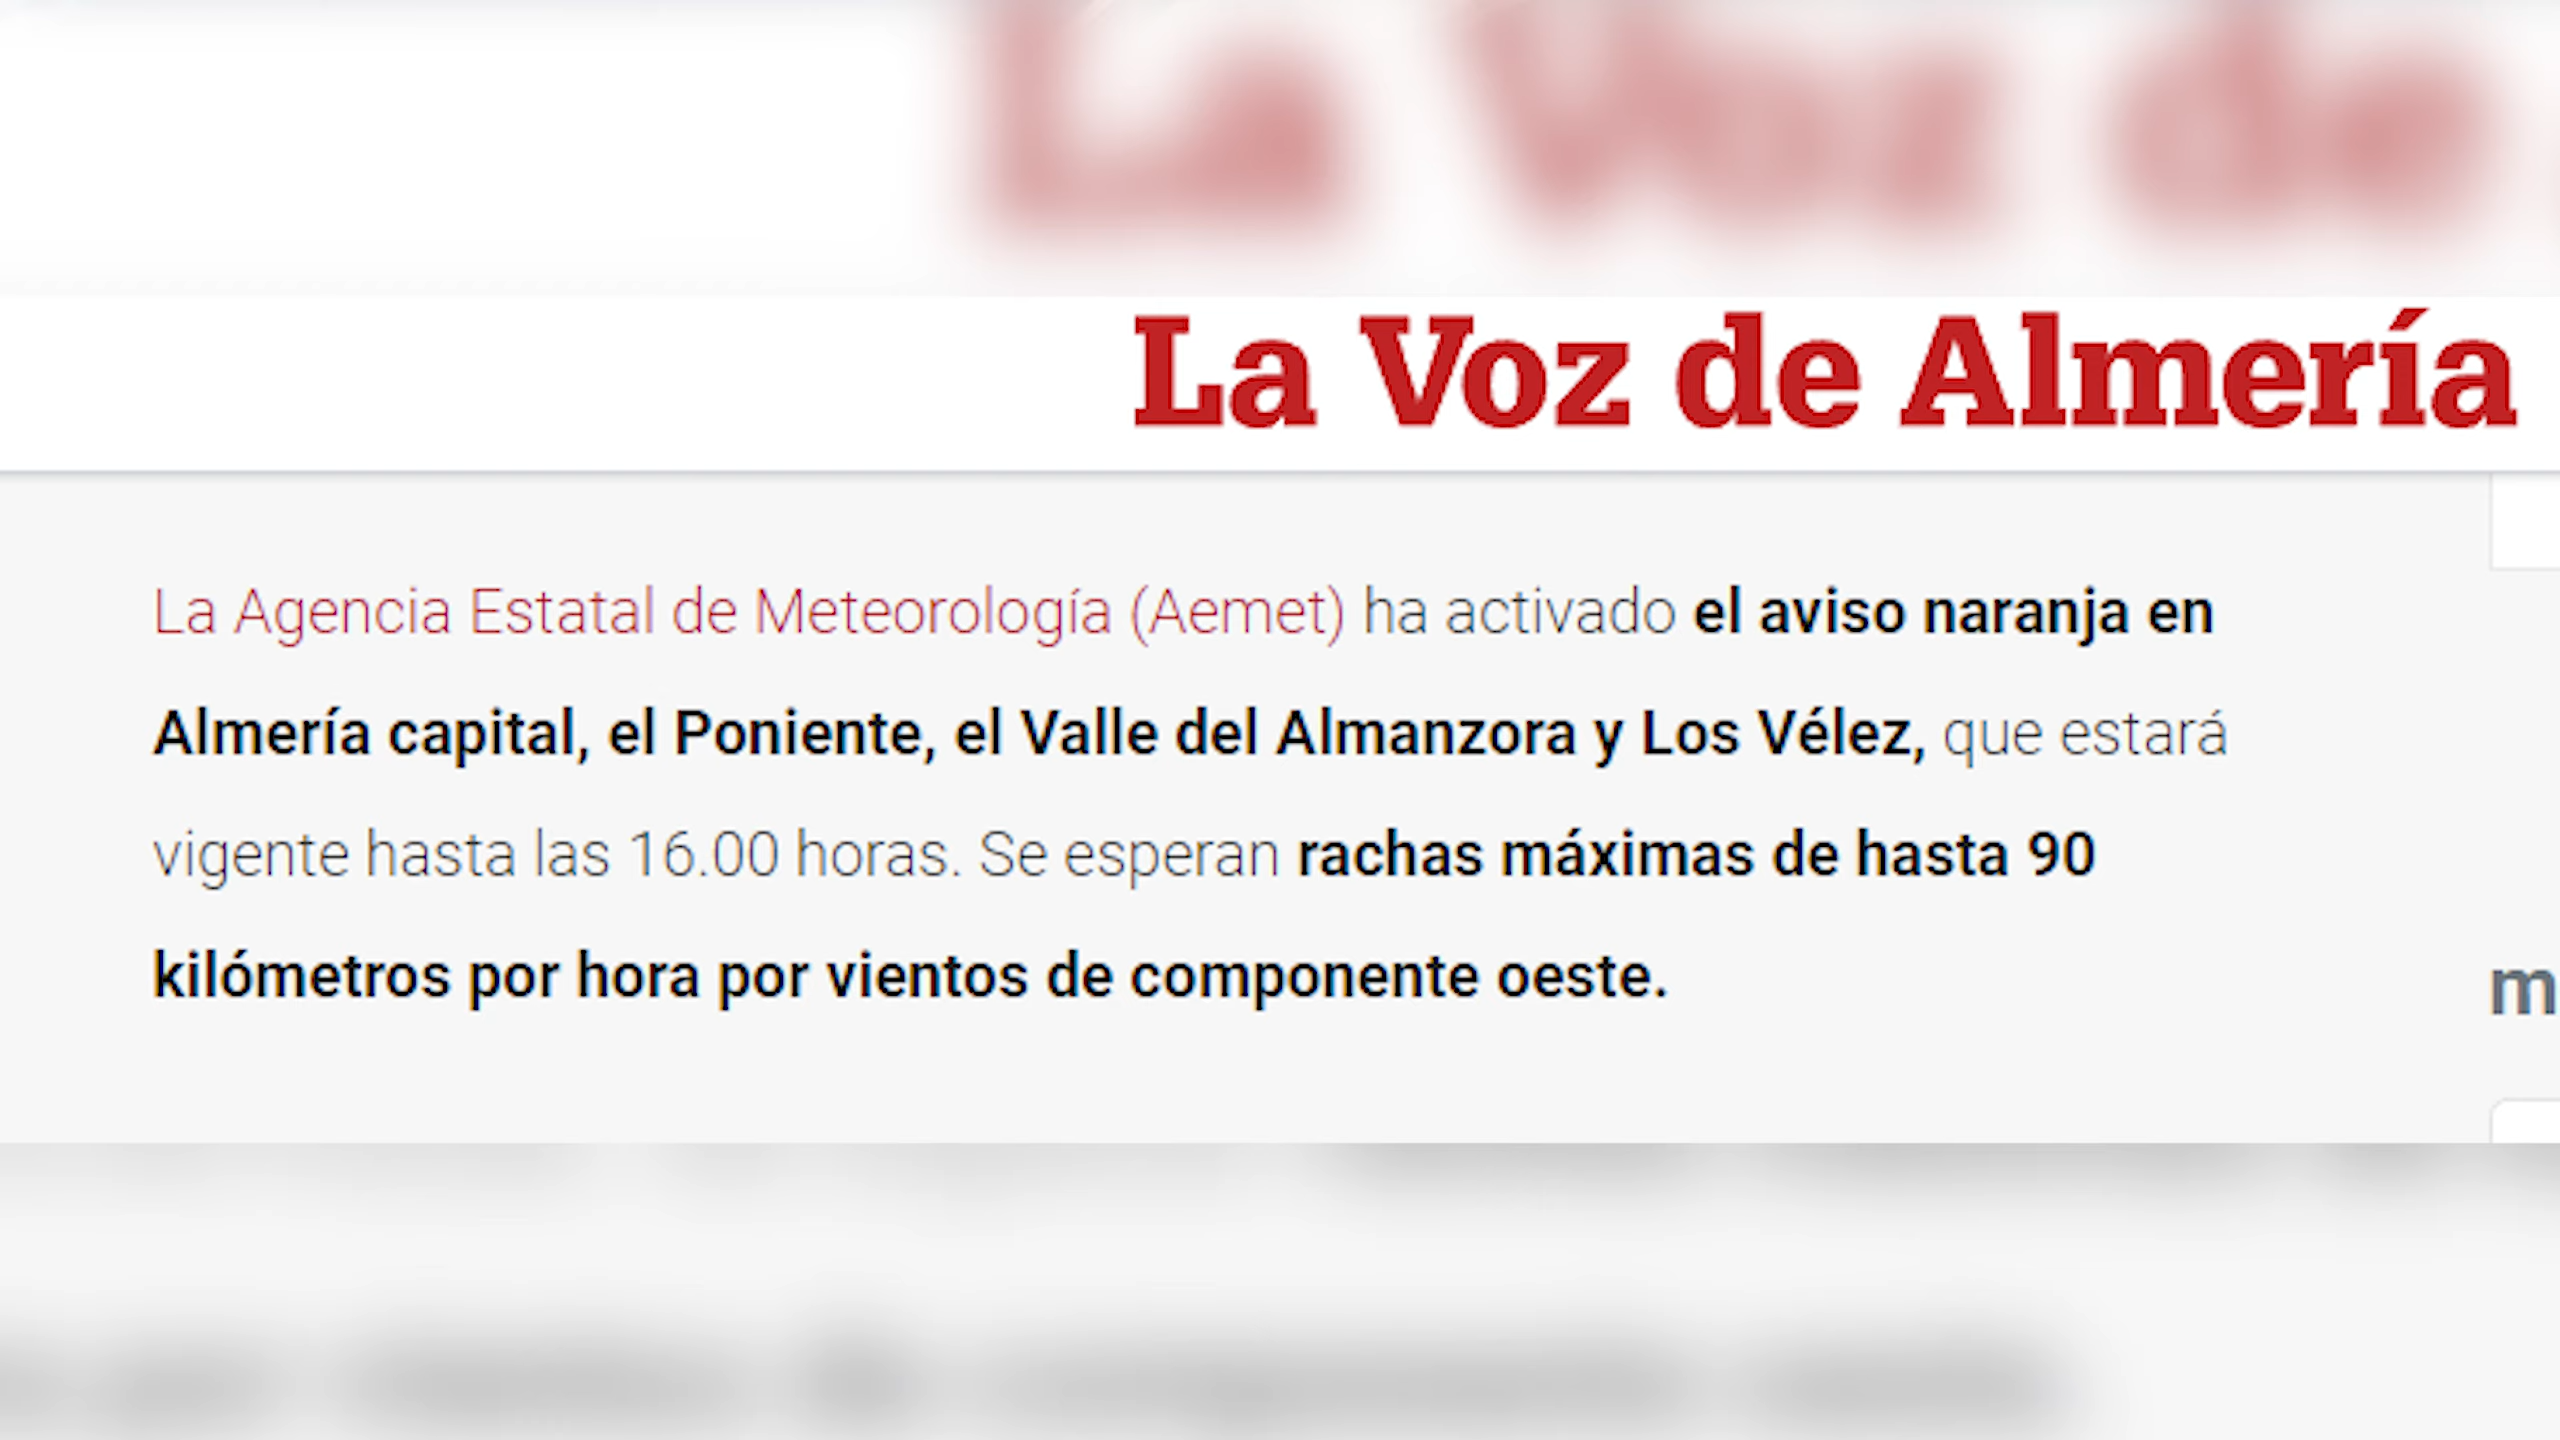 La Voz de Almería
La Agencia Estatal de Meteorología (Aemet) ha activado el aviso naranja en
Almería capital, el Poniente, el Valle del Almanzora y Los Vélez, que estará
vigente hasta las 16.00 horas. Se esperan rachas máximas de hasta 90
kilómetros por hora por vientos de componente oeste.